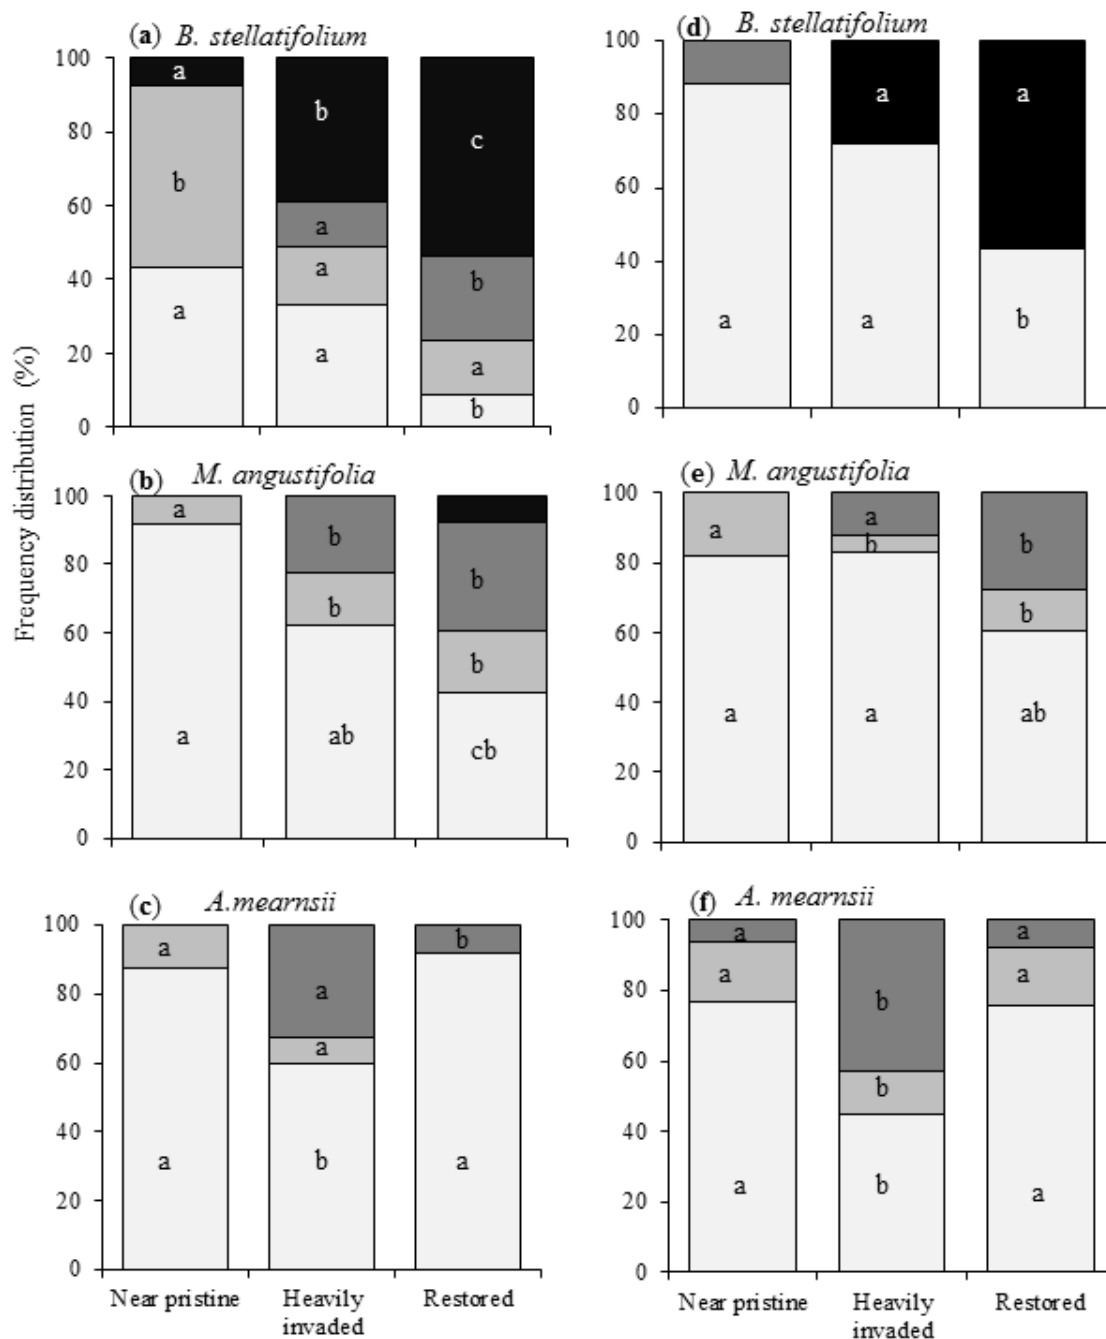 (a) B. stellatifolium
100
80
60
40
20
0
a
b
a
b
a
a
a
c
b
a
b
(d) B. stellatifolium
100
80
60
40
20
0
a
a
a
a
b
Frequency distribution (%)
(b) M. angustifolia
100
80
60
40
20
0
a
a
b
b
ab
b
b
cb
(e) M. angustifolia
100
80
60
40
20
0
a
a
a
b
a
b
b
ab
(c) A.mearnsii
100
80
60
40
20
0
a
a
a
a
b
b
a
Near pristine
Heavily
invaded
Restored
(f) A. mearnsii
100
80
60
40
20
0
a
a
a
b
b
b
a
a
a
Near pristine
Heavily
invaded
Restored